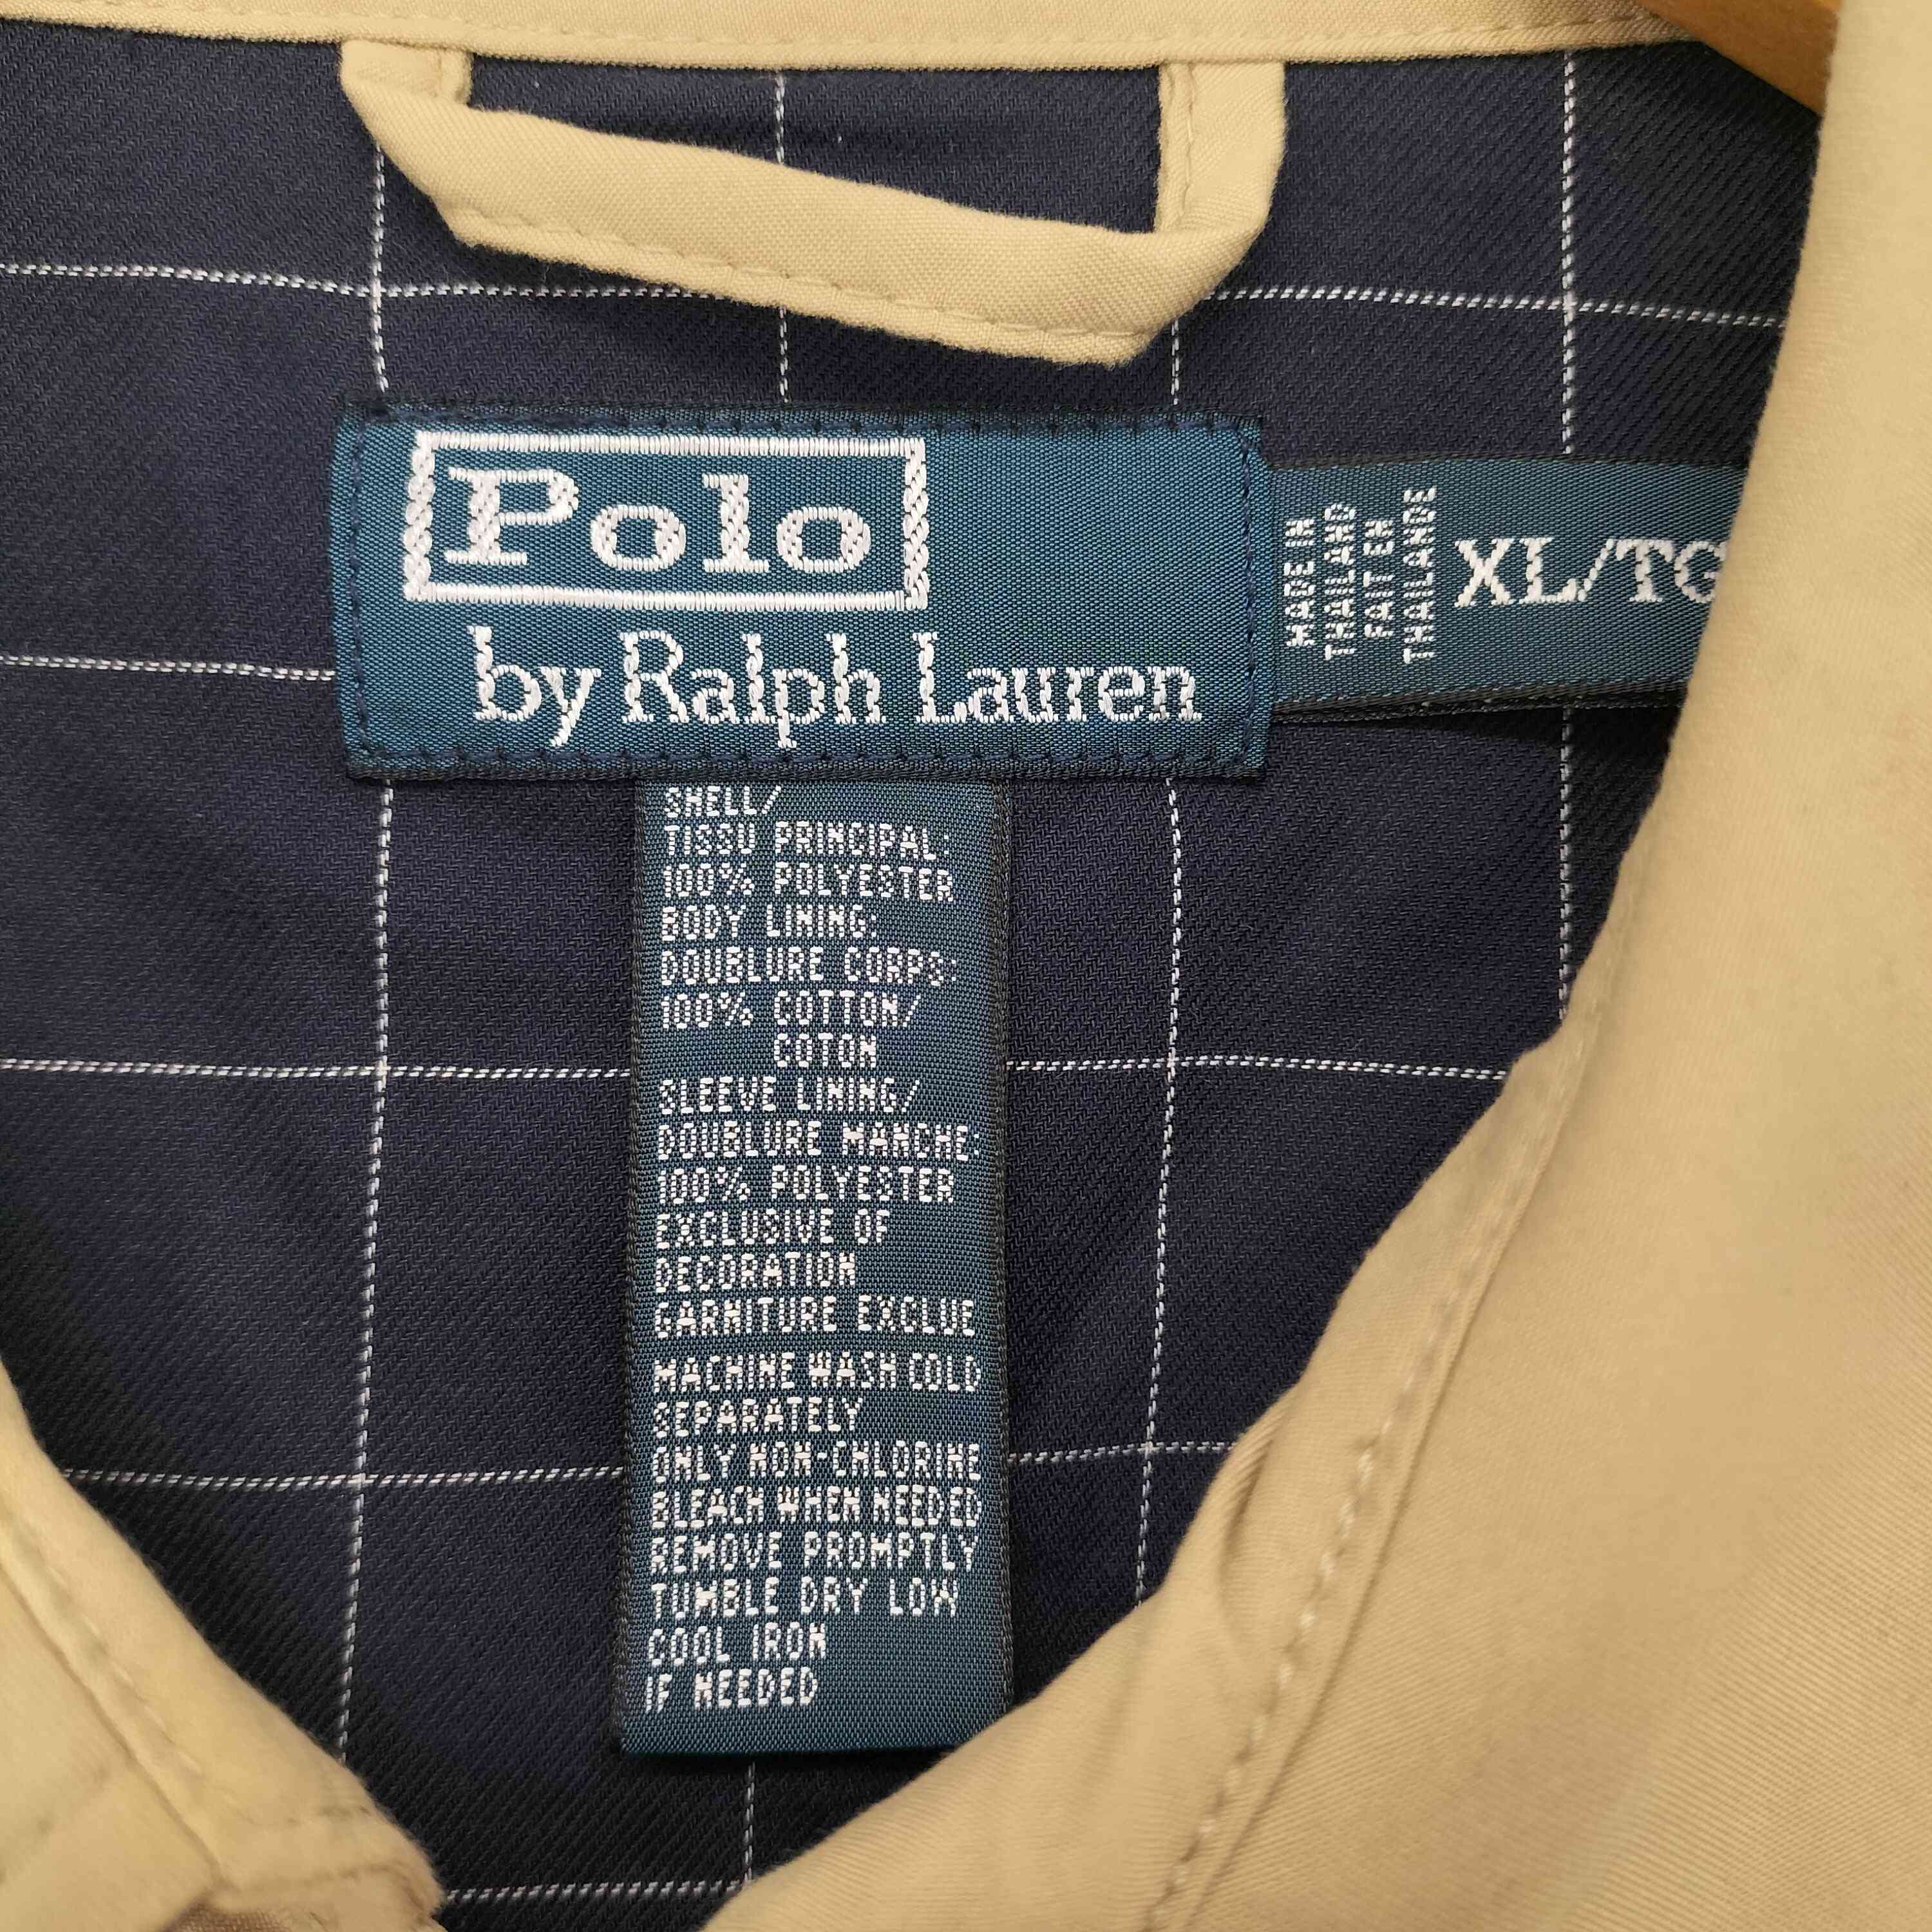 Polo
by Ralph Lauren
MADE IN
THAILAND
FAIT EN
THAILANDE
XL/TG
SHELL/
TISSU PRINCIPAL:
100% POLYESTER
BODY LINING:
DOUBLURE CORPS:
100% COTTON/
COTON
SLEEVE LINING/
DOUBLURE MANCHE:
100% POLYESTER
EXCLUSIVE OF
DECORATION
GARNITURE EXCLUE
MACHINE WASH COLD
SEPARATELY
ONLY NON-CHLORINE
BLEACH WHEN NEEDED
REMOVE PROMPTLY
TUMBLE DRY LOW
COOL IRON
IF NEEDED